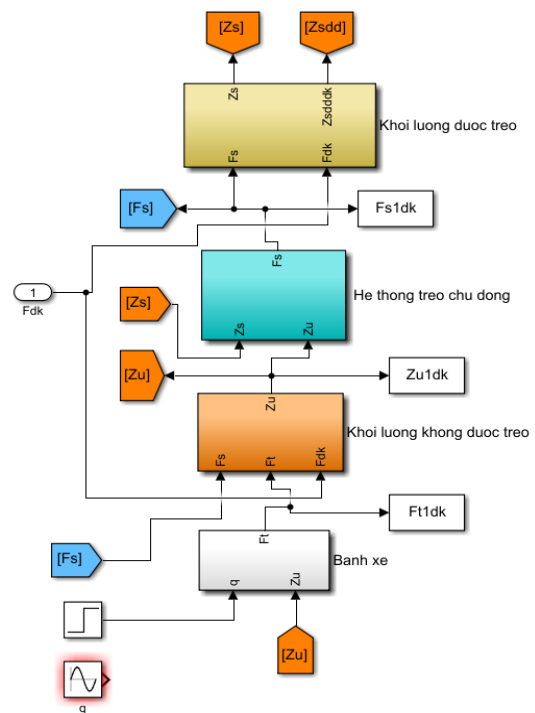 [Zs]
[Zsdd]
Zs
Zsdddk
Khoi luong duoc treo
Fs
Fdk
[Fs]
Fs1dk
Fs
1
Fdk
[Zs]
He thong treo chu dong
Zs
Zu
[Zu]
Zu1dk
Zu
Khoi luong khong duoc treo
Fs
Ft
Fdk
Ft1dk
Ft
[Fs]
Banh xe
q
Zu
[Zu]
q